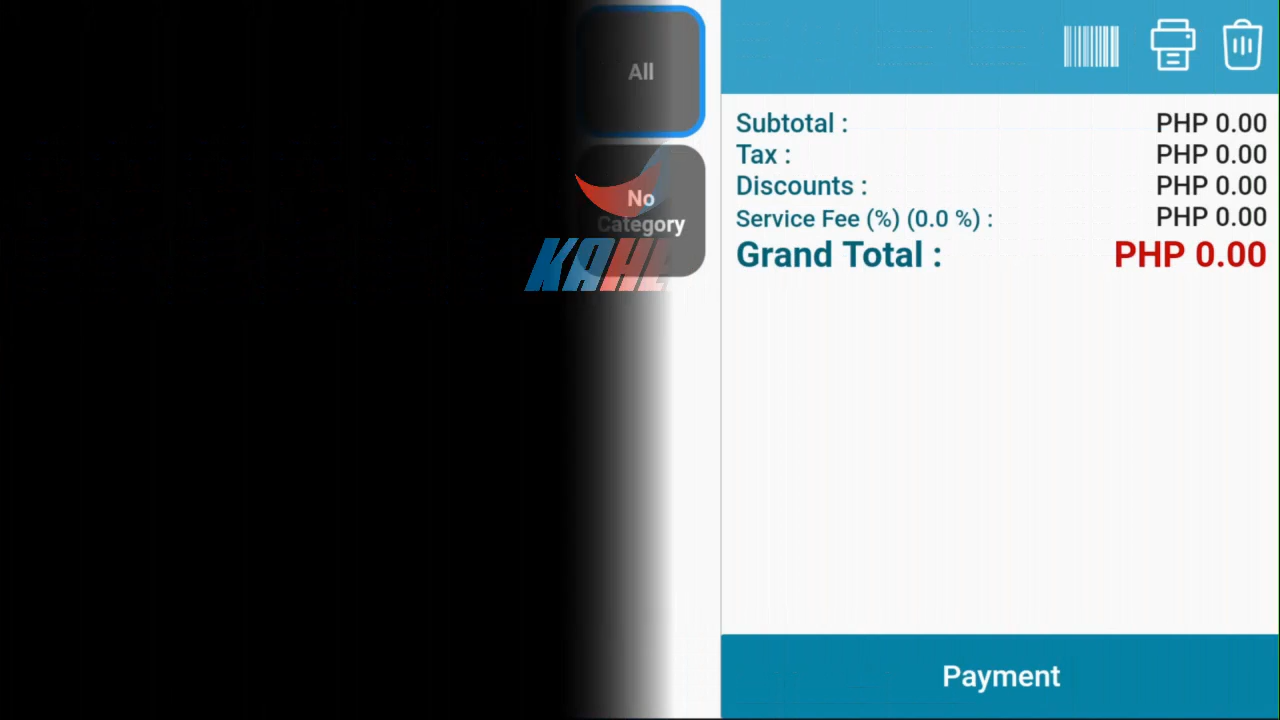 All
No
Category
Subtotal : PHP 0.00
Tax : PHP 0.00
Discounts : PHP 0.00
Service Fee (%) (0.0 %) : PHP 0.00
Grand Total : PHP 0.00
Payment